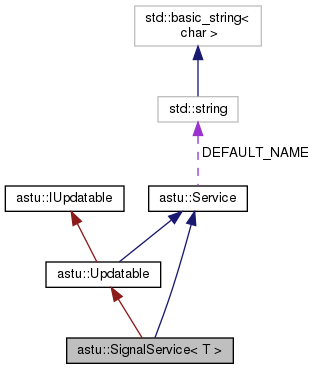 std::basic_string<
char >
std::string
DEFAULT_NAME
astu::IUpdatable
astu::Service
astu::Updatable
astu::SignalService< T >